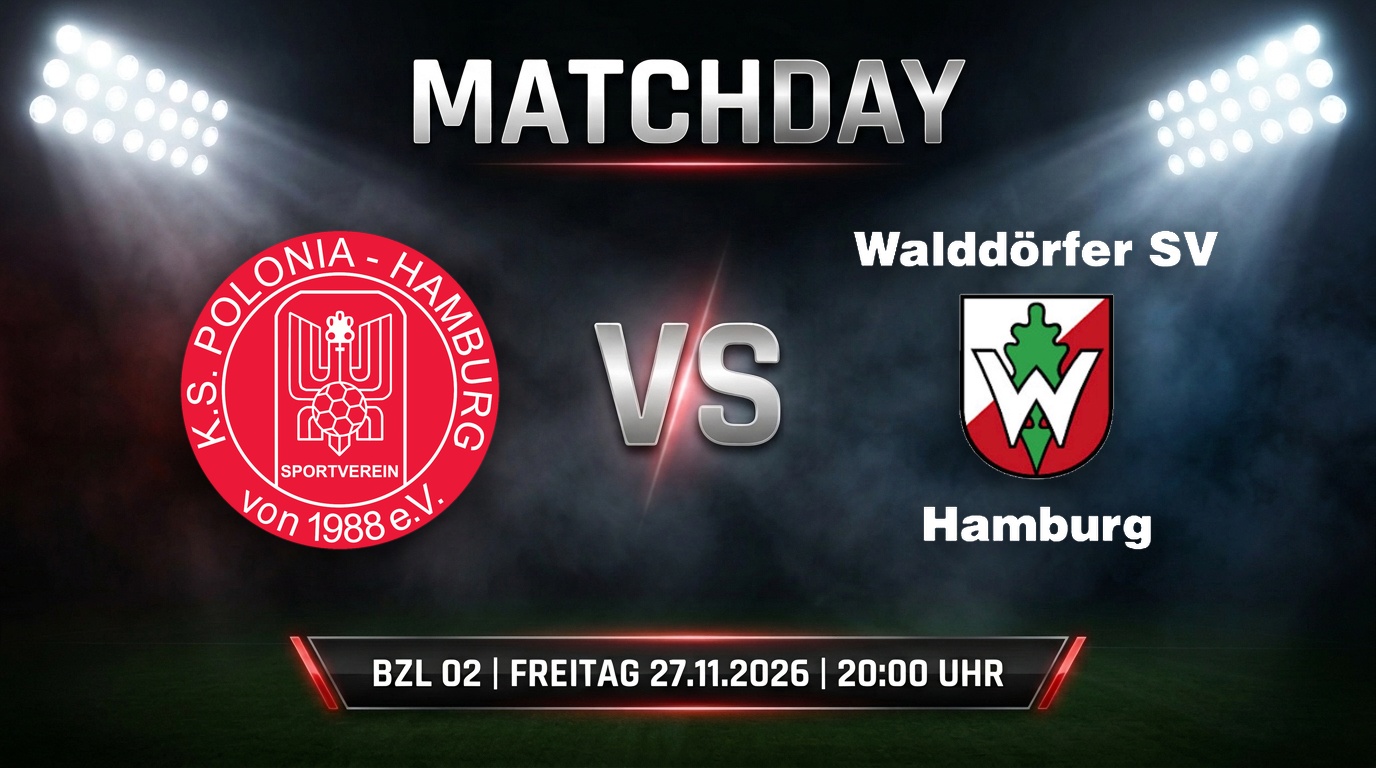 MATCHDAY
K.S. POLONIA - HAMBURG
SPORTVEREIN
von 1988 e.V.
VS
Walddörfer SV
W
Hamburg
BZL 02 | FREITAG 27.11.2026 | 20:00 UHR